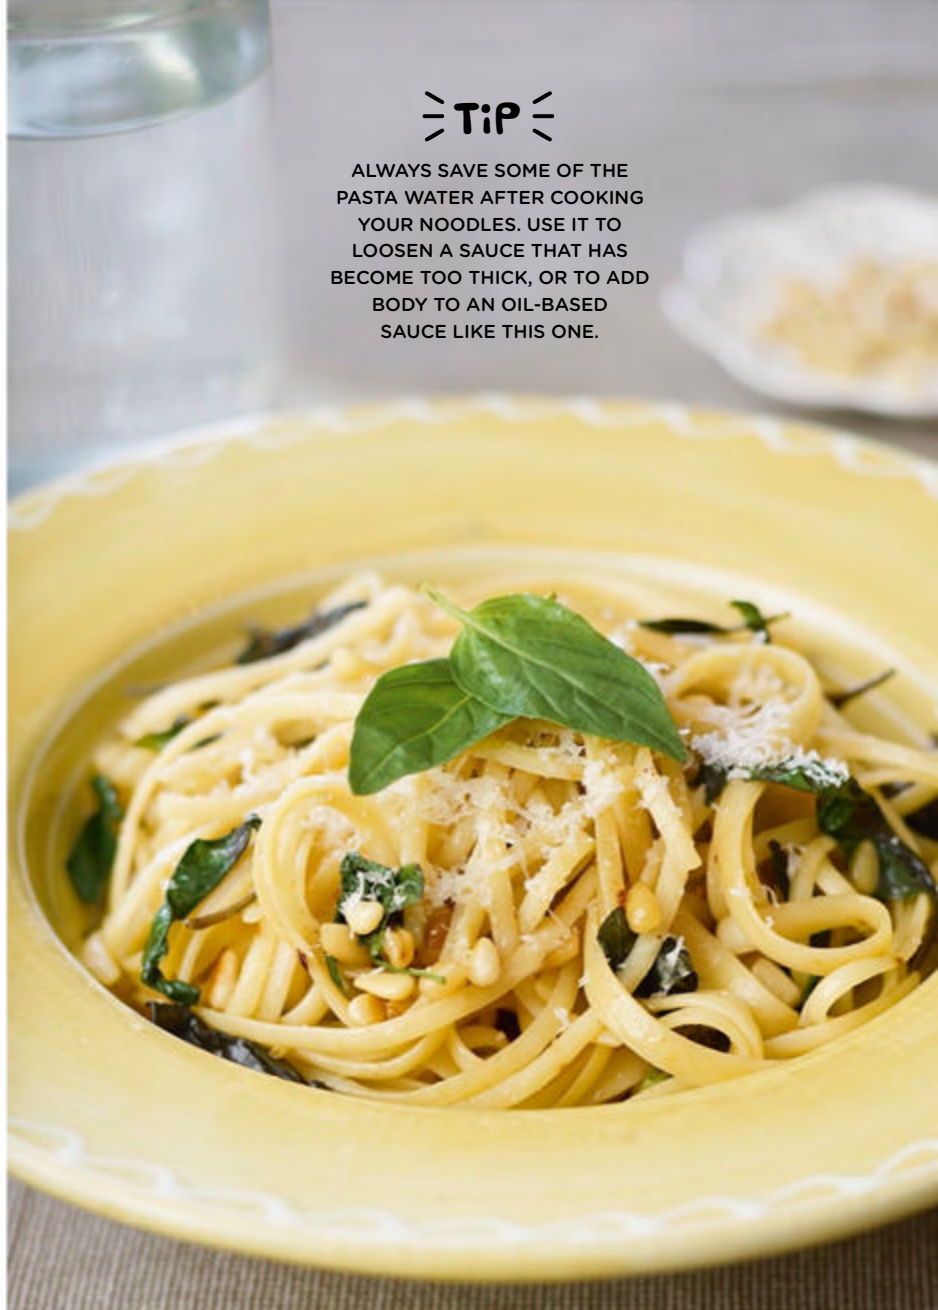 TiP
ALWAYS SAVE SOME OF THE
PASTA WATER AFTER COOKING
YOUR NOODLES. USE IT TO
LOOSEN A SAUCE THAT HAS
BECOME TOO THICK, OR TO ADD
BODY TO AN OIL-BASED
SAUCE LIKE THIS ONE.